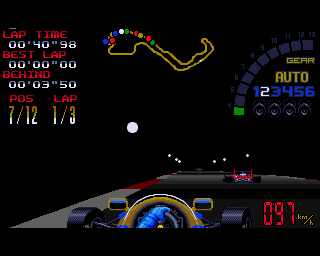 LAP TIME
00'40"98
BEST LAP
00'00"00
BEHIND
00'03"50
POS LAP
7/12 1/3
GEAR
AUTO
123456
097 km/h